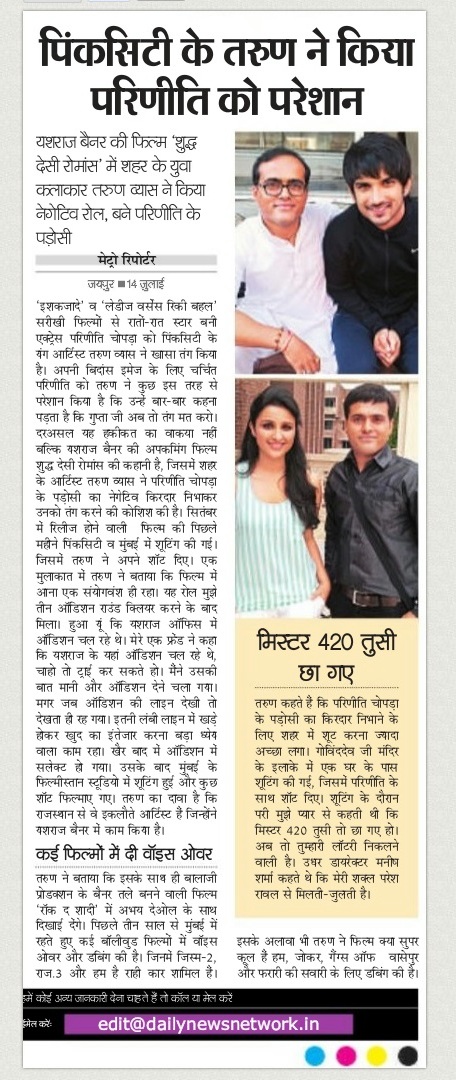 पिंकसिटी के तरुण ने किया
परिणीति को परेशान
यशराज बैनर की फिल्म 'शुद्ध
देसी रोमांस' में शहर के युवा
कलाकार तरुण व्यास ने किया
नेगेटिव रोल, बने परिणीति के
पड़ोसी
मेट्रो रिपोर्टर
जयपुर ■ 14 जुलाई
'इशकजादे' व 'लेडीज वर्सेस रिकी बहल'
सरीखी फिल्मों से रातों-रात स्टार बनी
एक्ट्रेस परिणीति चोपड़ा को पिंकसिटी के
यंग आर्टिस्ट तरुण व्यास ने खासा तंग किया
है। अपनी बिंदास इमेज के लिए चर्चित
परिणीति को तरुण ने कुछ इस तरह से
परेशान किया है कि उन्हें बार-बार कहना
पड़ता है कि गुप्ता जी अब तो तंग मत करो।
दरअसल यह हकीकत का वाकया नहीं
बल्कि यशराज बैनर की अपकमिंग फिल्म
शुद्ध देसी रोमांस की कहानी है, जिसमें शहर
के आर्टिस्ट तरुण व्यास ने परिणीति चोपड़ा
के पड़ोसी का नेगेटिव किरदार निभाकर
उनको तंग करने की कोशिश की है। सितंबर
में रिलीज होने वाली फिल्म की पिछले
महीने पिंकसिटी व मुंबई में शूटिंग की गई।
जिसमें तरुण ने अपने शॉट दिए। एक
मुलाकात में तरुण ने बताया कि फिल्म में
आना एक संयोगवंश ही रहा। यह रोल मुझे
तीन ऑडिशन राउंड क्लियर करने के बाद
मिला। हुआ यूं कि यशराज ऑफिस में
ऑडिशन चल रहे थे। मेरे एक फ्रेंड ने कहा
कि यशराज के यहां ऑडिशन चल रहे थे,
चाहो तो ट्राई कर सकते हो। मैंने उसकी
बात मानी और ऑडिशन देने चला गया।
मगर जब ऑडिशन की लाइन देखी तो
देखता ही रह गया। इतनी लंबी लाइन में खड़े
होकर खुद का इंतेजार करना बड़ा धैर्य
वाला काम रहा। खैर बाद में ऑडिशन में
सलेक्ट हो गया। उसके बाद मुंबई के
फिल्मीस्तान स्टूडियो में शूटिंग हुई और कुछ
शॉट फिल्माए गए। तरुण का दावा है कि
राजस्थान से वे इकलौते आर्टिस्ट हैं जिन्होंने
यशराज बैनर में काम किया है।
कई फिल्मों में दी वॉइस ओवर
तरुण ने बताया कि इसके साथ ही बालाजी
प्रोडक्शन के बैनर तले बनने वाली फिल्म
'रॉक द शादी' में अभय देओल के साथ
दिखाई देंगे। पिछले तीन साल से मुंबई में
रहते हुए कई बॉलीवुड फिल्मों में वॉइस
ओवर और डबिंग की है। जिनमें जिस्म-2,
राज.3 और हम है राही कार शामिल है।
मिस्टर 420 तुसी
छा गए
तरुण कहते हैं कि परिणीति चोपड़ा
के पड़ोसी का किरदार निभाने के
लिए शहर में शूट करना ज्यादा
अच्छा लगा। गोविंददेव जी मंदिर
के इलाके में एक घर के पास
शूटिंग की गई, जिसमें परिणीति के
साथ शॉट दिए। शूटिंग के दौरान
परी मुझे प्यार से कहती थी कि
मिस्टर 420 तुसी तो छा गए हो।
अब तो तुम्हारी लॉटरी निकलने
वाली है। उधर डायरेक्टर मनीष
शर्मा कहते थे कि मेरी शक्ल परेश
रावल से मिलती-जुलती है।
इसके अलावा भी तरुण ने फिल्म क्या सुपर
कूल है हम, जोकर, गैंग्स ऑफ वासेपुर
और फरारी की सवारी के लिए डबिंग की है।
हमें कोई अन्य जानकारी देना चाहते हैं तो कॉल या मेल करें
ईमेल करें: edit@dailynewsnetwork.in